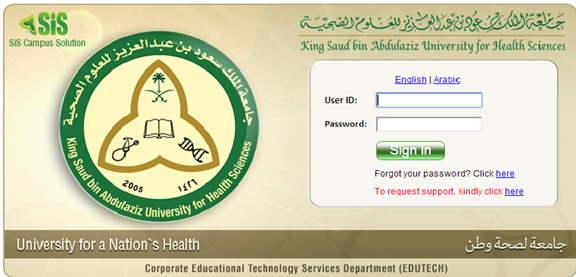 SiS
SiS Campus Solution
جامعة الملك سعود بن عبدالعزيز للعلوم الصحية
King Saud bin Abdulaziz University for Health Sciences
جامعة الملك سعود بن عبدالعزيز للعلوم الصحية
2005 ١٤٢٦
King Saud bin Abdulaziz University for Health Sciences
English | Arabic
User ID:
Password:
Sign In
Forgot your password? Click here
To request support, kindly click here
University for a Nation`s Health
جامعة لصحة وطن
Corporate Educational Technology Services Department (EDUTECH)